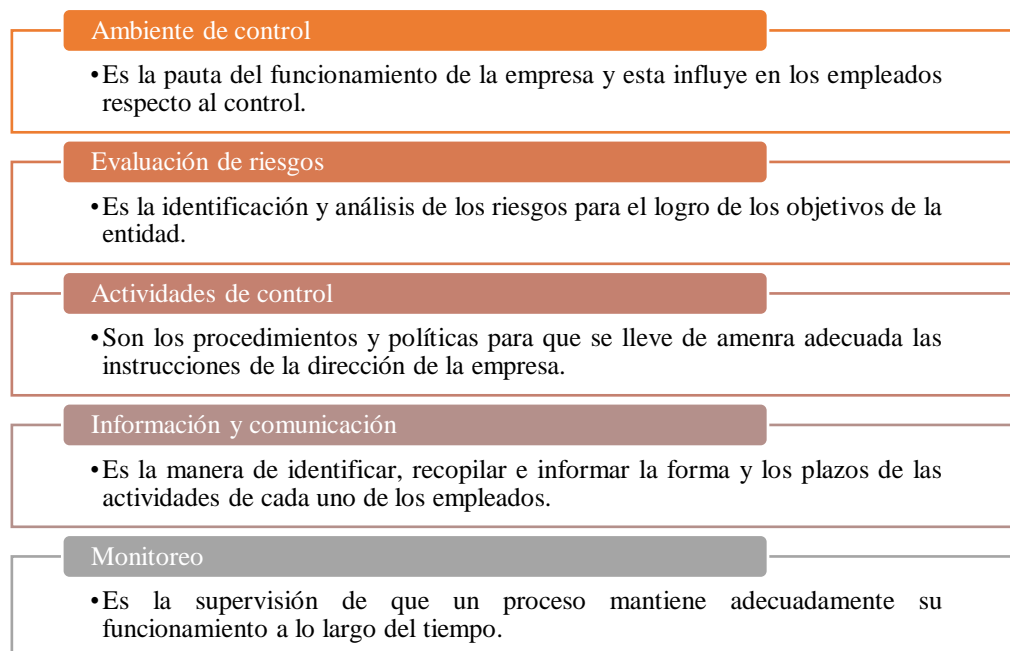 Ambiente de control
•Es la pauta del funcionamiento de la empresa y esta influye en los empleados
respecto al control.
Evaluación de riesgos
•Es la identificación y análisis de los riesgos para el logro de los objetivos de la
entidad.
Actividades de control
•Son los procedimientos y políticas para que se lleve de amenra adecuada las
instrucciones de la dirección de la empresa.
Información y comunicación
•Es la manera de identificar, recopilar e informar la forma y los plazos de las
actividades de cada uno de los empleados.
Monitoreo
•Es la supervisión de que un proceso mantiene adecuadamente su
funcionamiento a lo largo del tiempo.